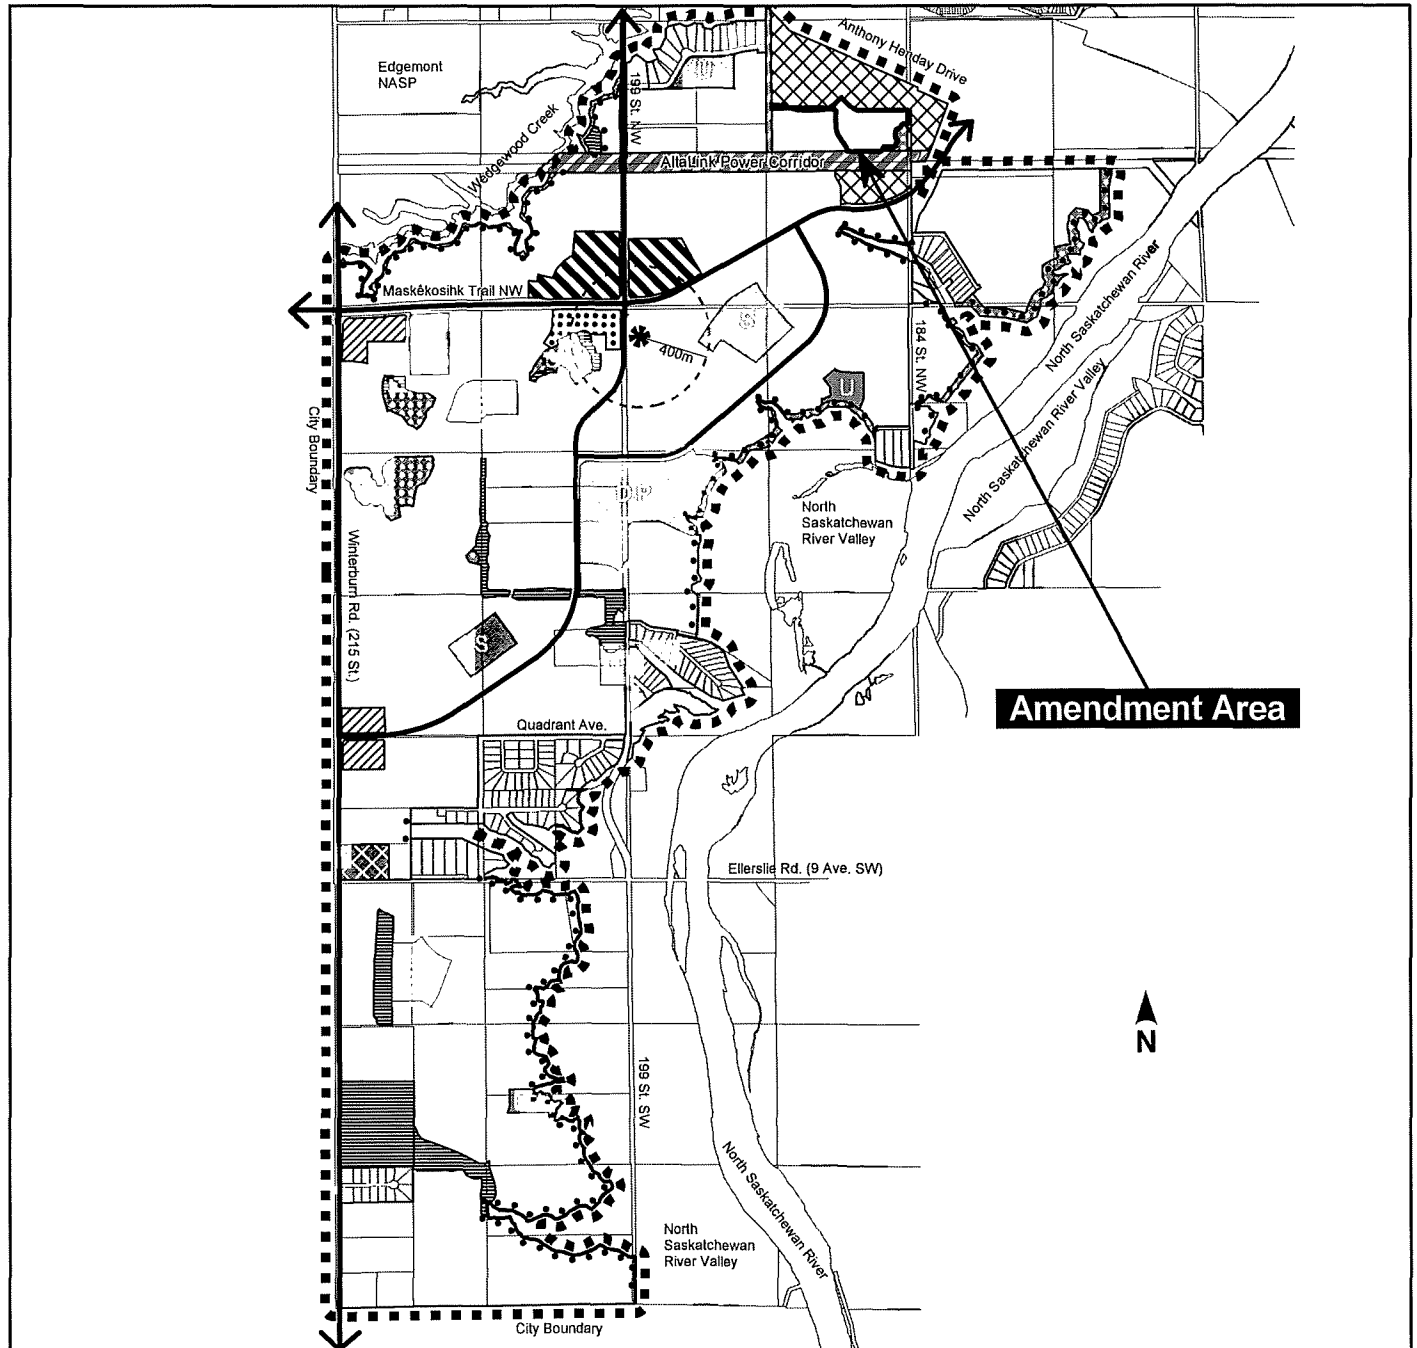 Anthony Henday Drive
Edgemont
NASP
199 St. NW
Wedgewood Creek
AltaLink Power Corridor
Maskêkosihk Trail NW
North Saskatchewan River
184 St. NW
400m
U
North Saskatchewan River Valley
City Boundary
DP
North
Saskatchewan
River Valley
Winterburn Rd. (215 St.)
S
Amendment Area
Quadrant Ave.
Ellerslie Rd. (9 Ave. SW)
N
199 St. SW
North Saskatchewan River
North
Saskatchewan
River Valley
City Boundary